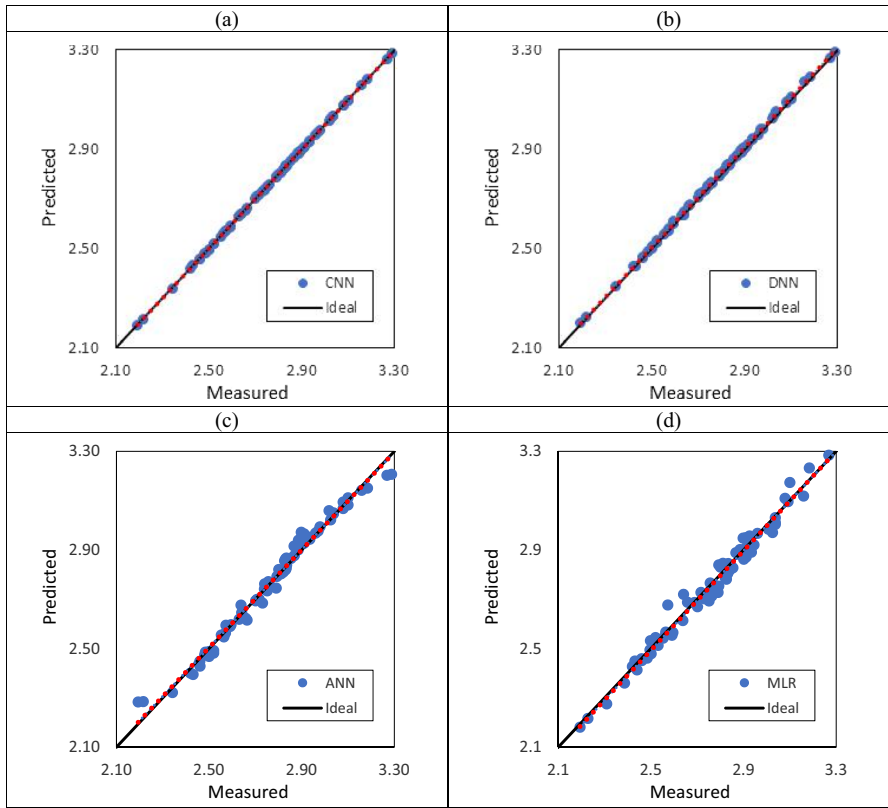 (a)
(b)
3.30
2.90
2.50
2.10
Predicted
CNN
Ideal
2.10
2.50
2.90
3.30
Measured
3.30
2.90
2.50
2.10
Predicted
DNN
Ideal
2.10
2.50
2.90
3.30
Measured
(c)
(d)
3.30
2.90
2.50
2.10
Predicted
ANN
Ideal
2.10
2.50
2.90
3.30
Measured
3.3
2.9
2.5
2.1
Predicted
MLR
Ideal
2.1
2.5
2.9
3.3
Measured